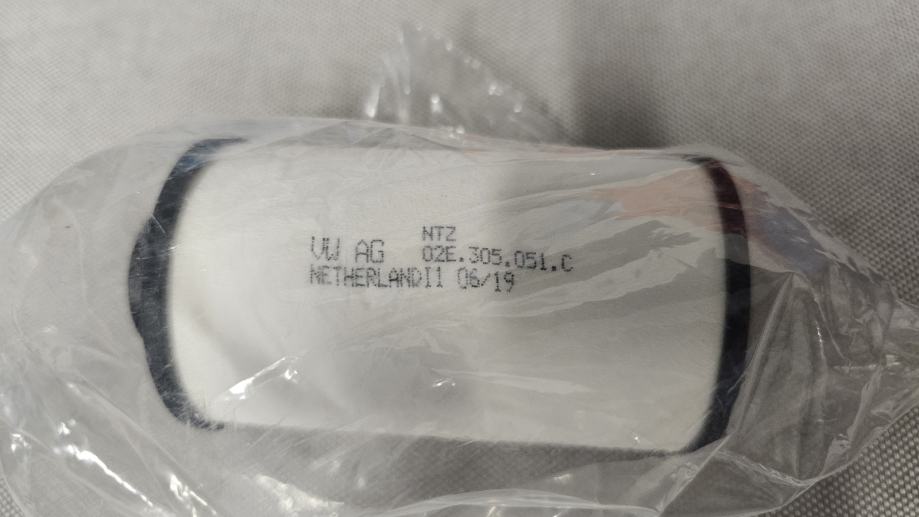 NTZ
VW AG 02E.305.051.C
NETHERLANDI1 06/19